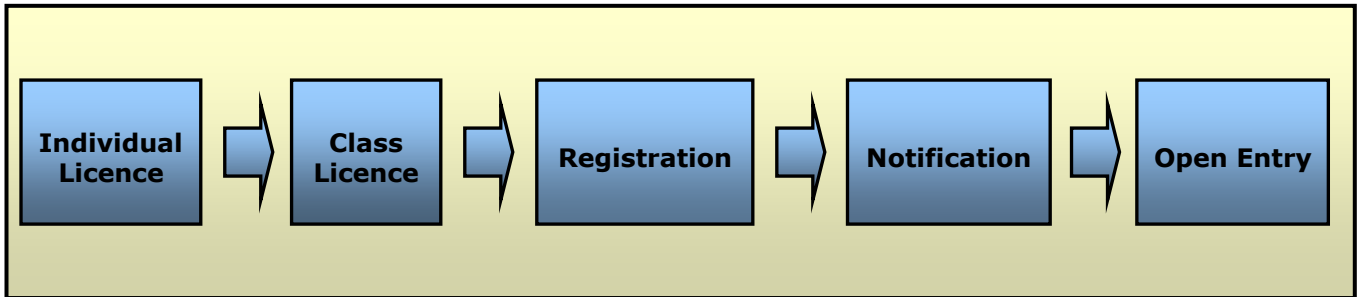 Individual
Licence
Class
Licence
Registration
Notification
Open Entry